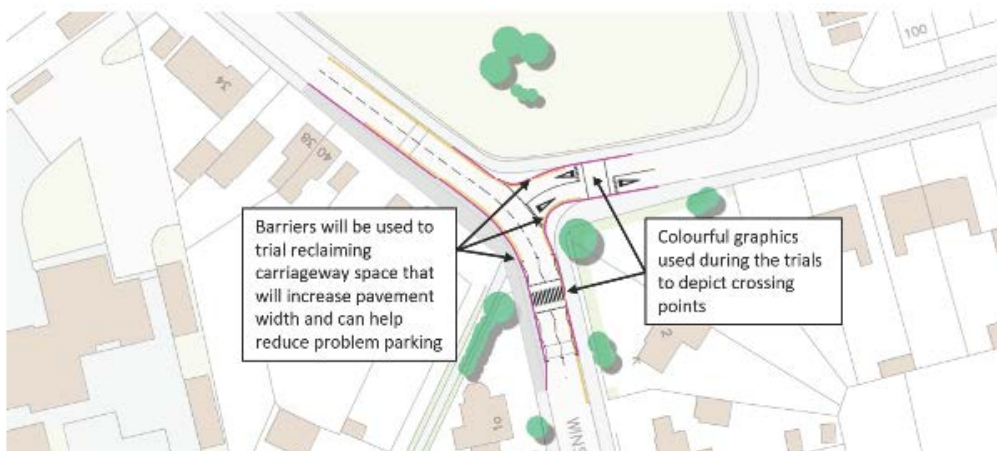 100
34
40
38
Barriers will be used to
trial reclaiming
carriageway space that
will increase pavement
width and can help
reduce problem parking
Colourful graphics
used during the trials
to depict crossing
points
2
10
WINS